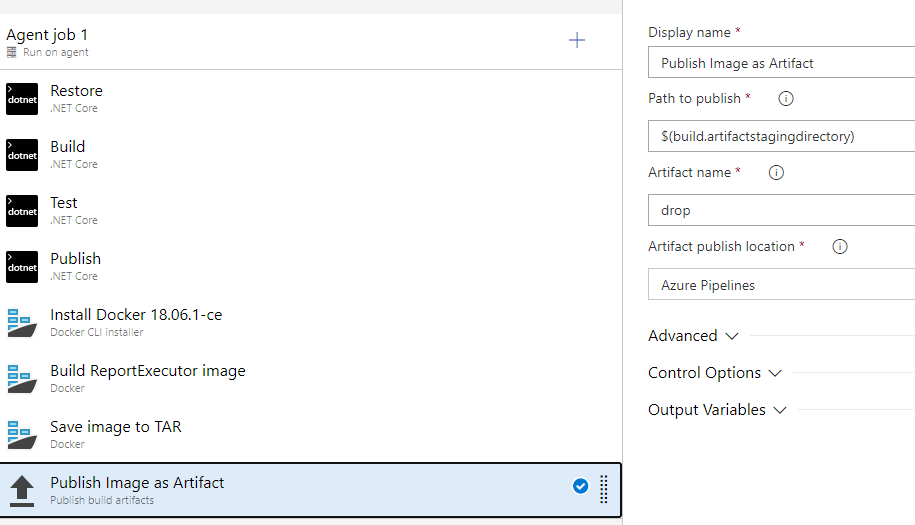 Agent job 1
Run on agent
dotnet
Restore
.NET Core
dotnet
Build
.NET Core
dotnet
Test
.NET Core
dotnet
Publish
.NET Core
Install Docker 18.06.1-ce
Docker CLI installer
Build ReportExecutor image
Docker
Save image to TAR
Docker
Publish Image as Artifact
Publish build artifacts
Display name *
Publish Image as Artifact
Path to publish *
$(build.artifactstagingdirectory)
Artifact name *
drop
Artifact publish location *
Azure Pipelines
Advanced
Control Options
Output Variables